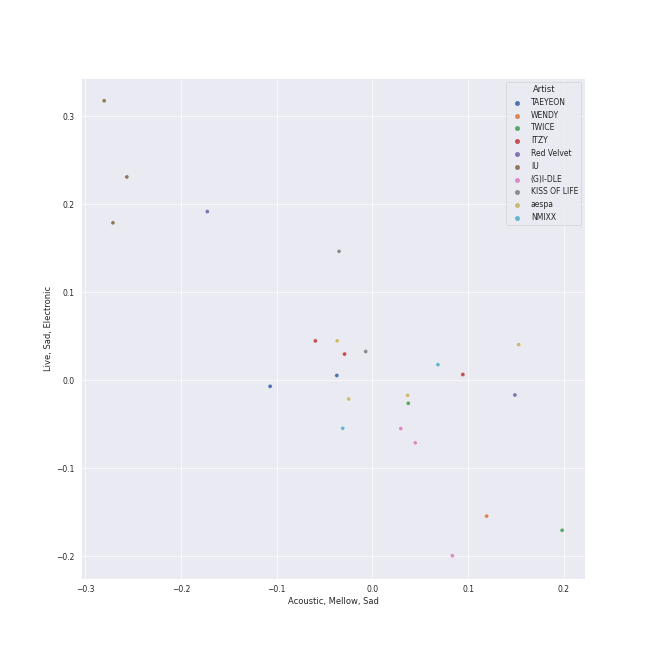 Artist
TAEYEON
WENDY
TWICE
ITZY
Red Velvet
IU
(G)I-DLE
KISS OF LIFE
aespa
NMIXX
0.3
0.2
0.1
0.0
−0.1
−0.2
Live, Sad, Electronic
−0.3 −0.2 −0.1 0.0 0.1 0.2
Acoustic, Mellow, Sad